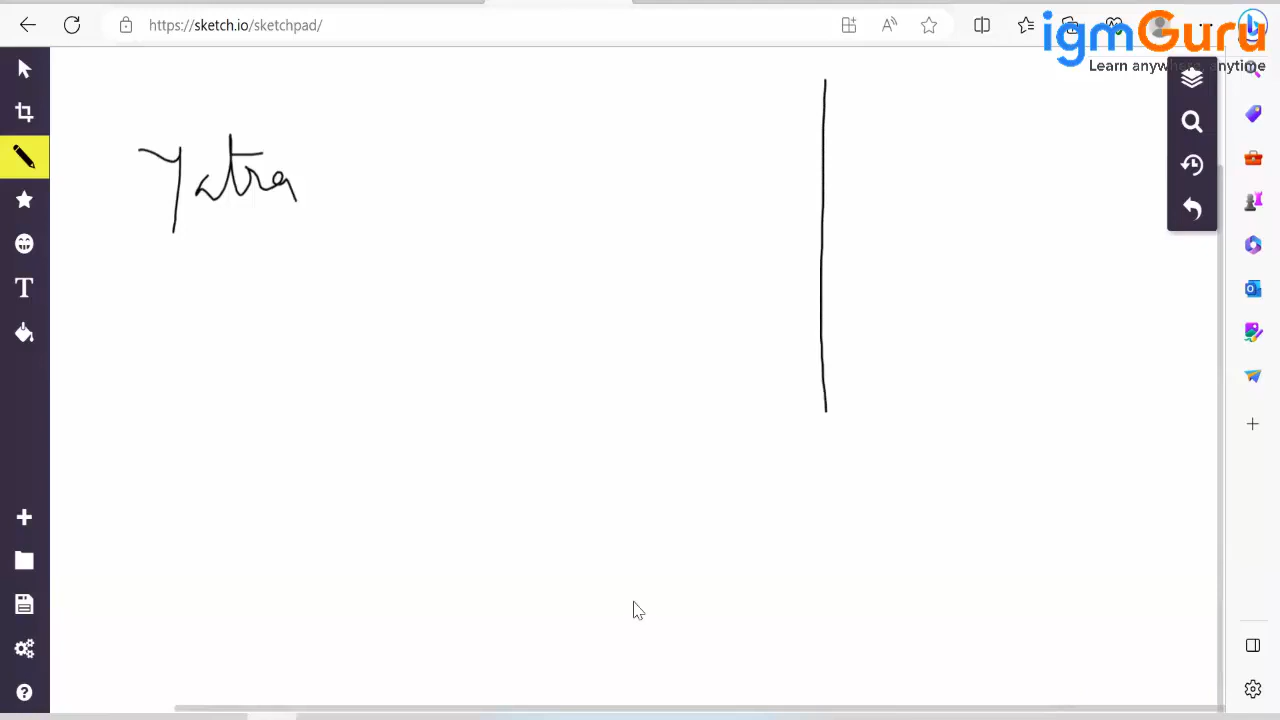 https://sketch.io/sketchpad/
igmGuru
Learn anywhere, anytime
Yatra
T